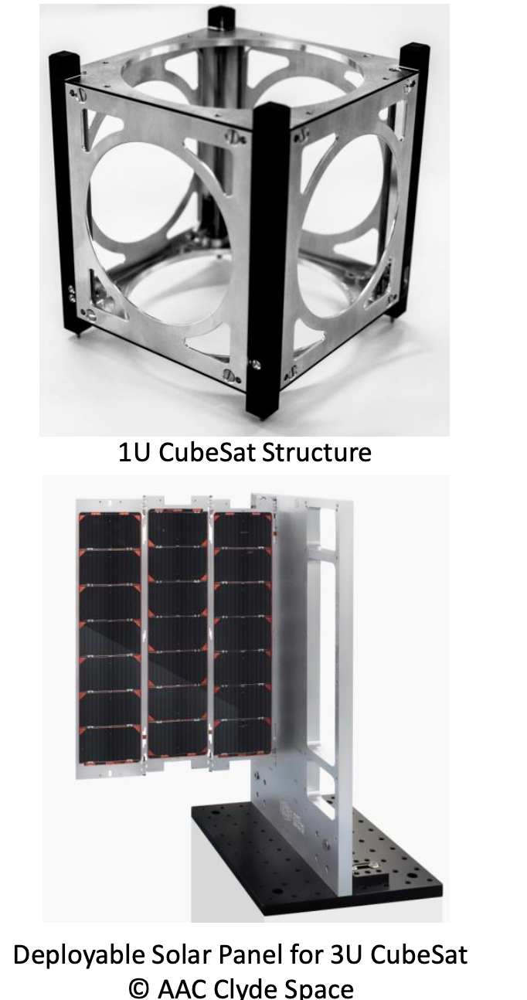 1U CubeSat Structure
Deployable Solar Panel for 3U CubeSat
© AAC Clyde Space